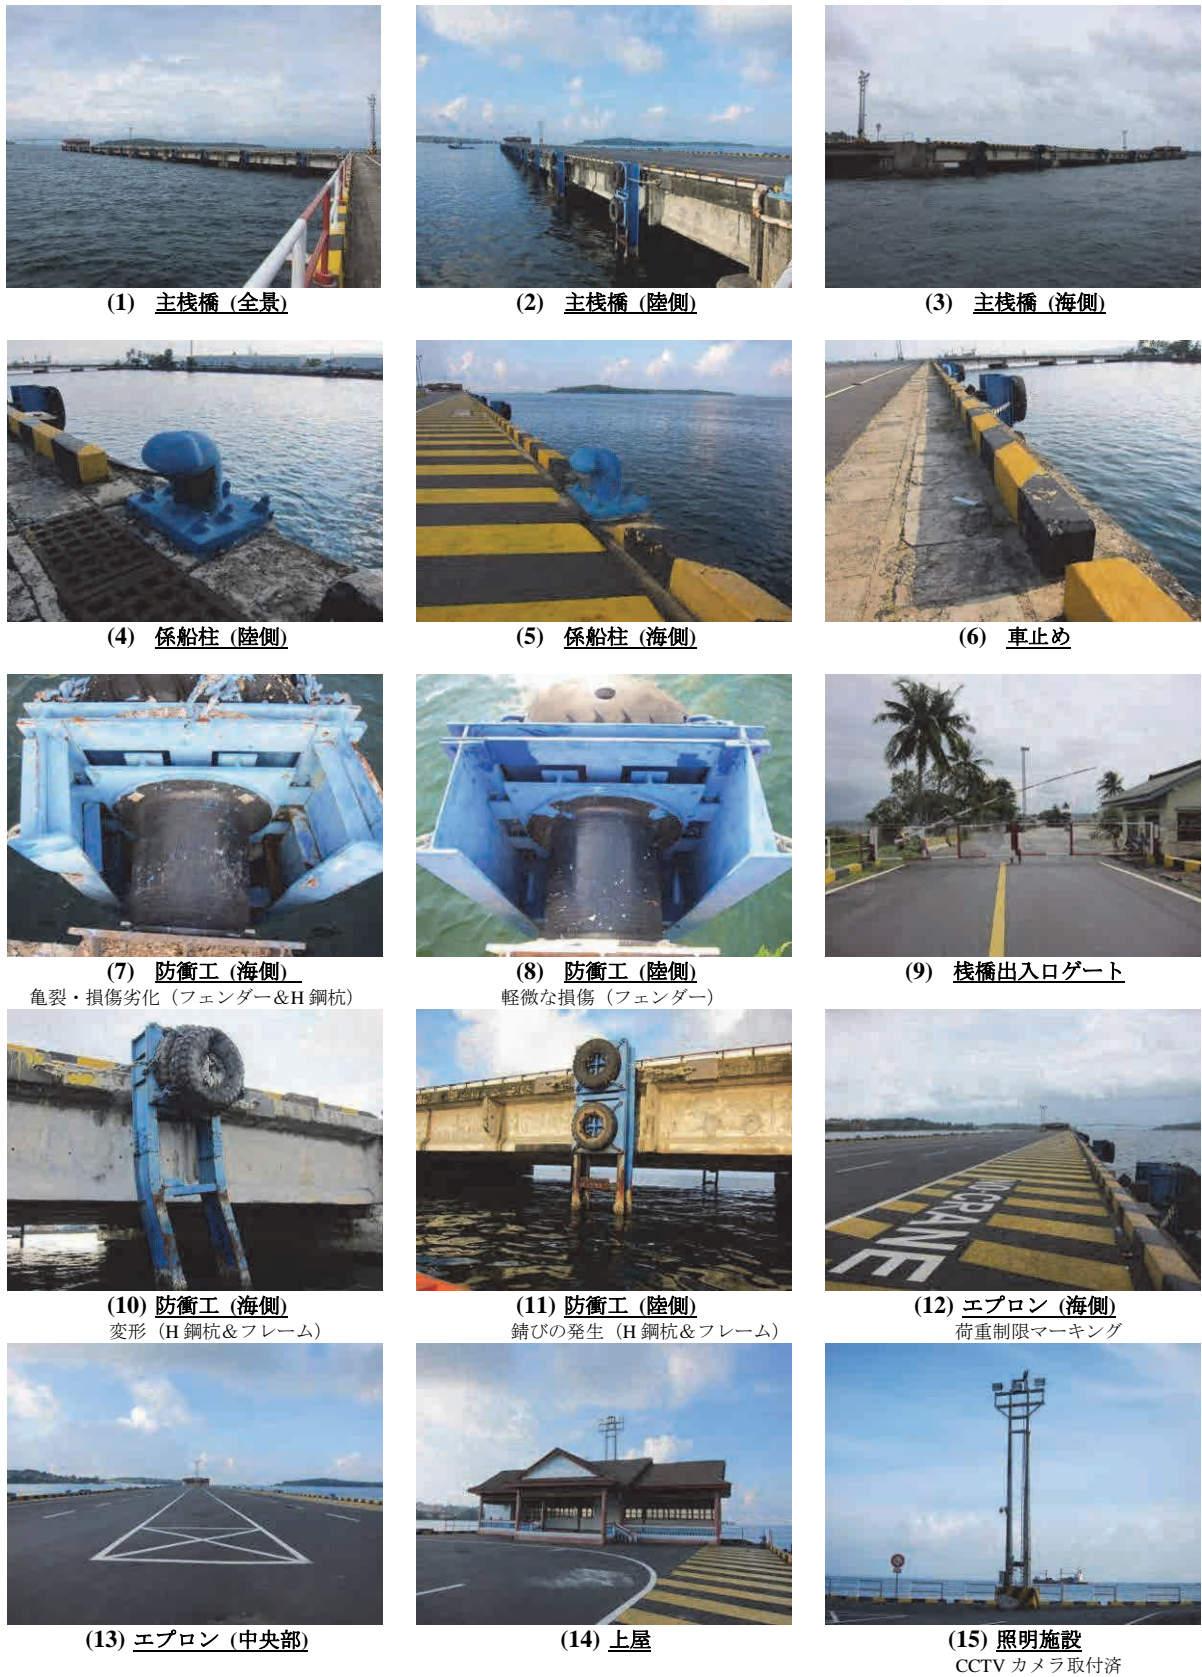 (1) 主桟橋 (全景)
(2) 主桟橋 (陸側)
(3) 主桟橋 (海側)
(4) 係船柱 (陸側)
(5) 係船柱 (海側)
(6) 車止め
(7) 防衝工 (海側)
亀裂・損傷劣化（フェンダー＆H 鋼杭）
(8) 防衝工 (陸側)
軽微な損傷（フェンダー）
(9) 桟橋出入口ゲート
(10) 防衝工 (海側)
変形（H 鋼杭＆フレーム）
(11) 防衝工 (陸側)
錆びの発生（H 鋼杭＆フレーム）
NO CRANE
(12) エプロン (海側)
荷重制限マーキング
(13) エプロン (中央部)
(14) 上屋
(15) 照明施設
CCTV カメラ取付済